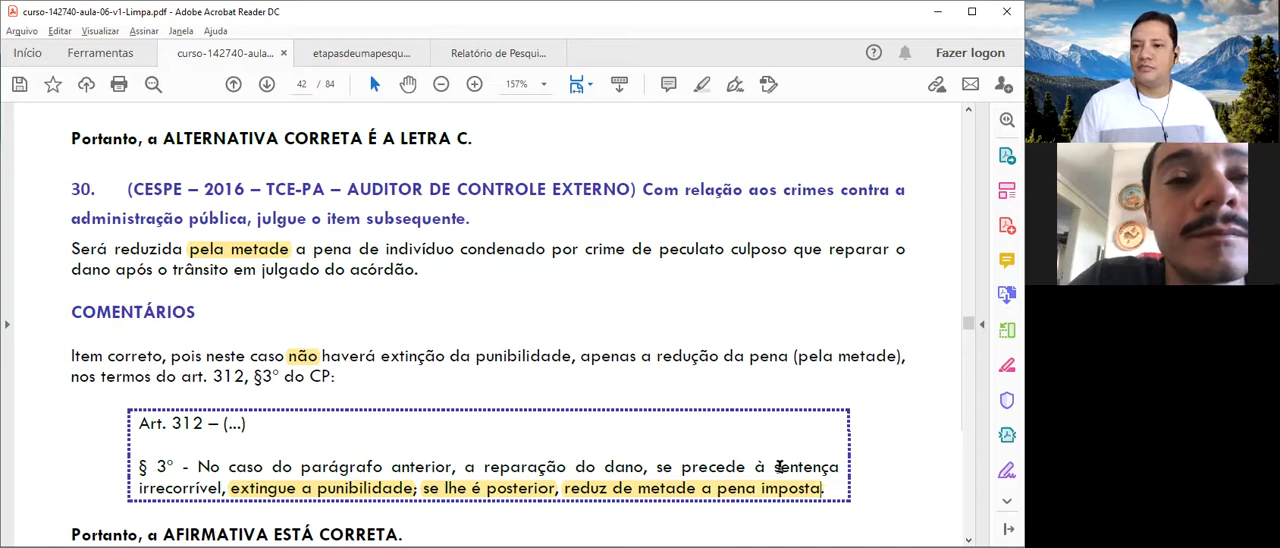 curso-142740-aula-06-v1-Limpa.pdf - Adobe Acrobat Reader DC
Arquivo Editar Visualizar Assinar Janela Ajuda
Início Ferramentas curso-142740-aula... × etapasdeumapesqu... Relatório de Pesqui... Fazer logon
42 / 84 157%
Portanto, a ALTERNATIVA CORRETA É A LETRA C.
30. (CESPE – 2016 – TCE-PA – AUDITOR DE CONTROLE EXTERNO) Com relação aos crimes contra a
administração pública, julgue o item subsequente.
Será reduzida pela metade a pena de indivíduo condenado por crime de peculato culposo que reparar o
dano após o trânsito em julgado do acórdão.
COMENTÁRIOS
Item correto, pois neste caso não haverá extinção da punibilidade, apenas a redução da pena (pela metade),
nos termos do art. 312, §3° do CP:
Art. 312 – (...)
§ 3° - No caso do parágrafo anterior, a reparação do dano, se precede à sentença
irrecorrível, extingue a punibilidade; se lhe é posterior, reduz de metade a pena imposta.
Portanto, a AFIRMATIVA ESTÁ CORRETA.